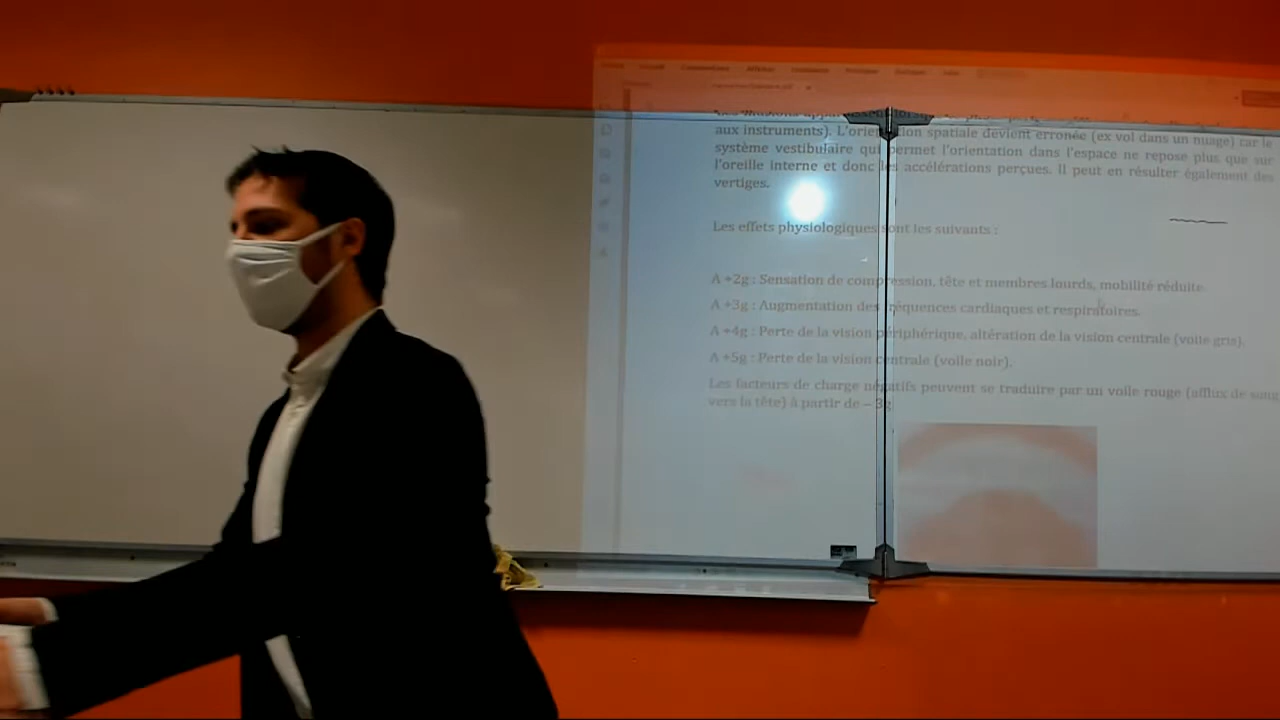 aux instruments). L'orientation spatiale devient erronée (ex vol dans un nuage) car le
système vestibulaire qui permet l'orientation dans l'espace ne repose plus que sur
l'oreille interne et donc les accélérations perçues. Il peut en résulter également des
vertiges.
Les effets physiologiques sont les suivants :
A +2g : Sensation de compression, tête et membres lourds, mobilité réduite.
A +3g : Augmentation des fréquences cardiaques et respiratoires.
A +4g : Perte de la vision périphérique, altération de la vision centrale (voile gris).
A +5g : Perte de la vision centrale (voile noir).
Les facteurs de charge négatifs peuvent se traduire par un voile rouge (afflux de sang
vers la tête) à partir de – 3g